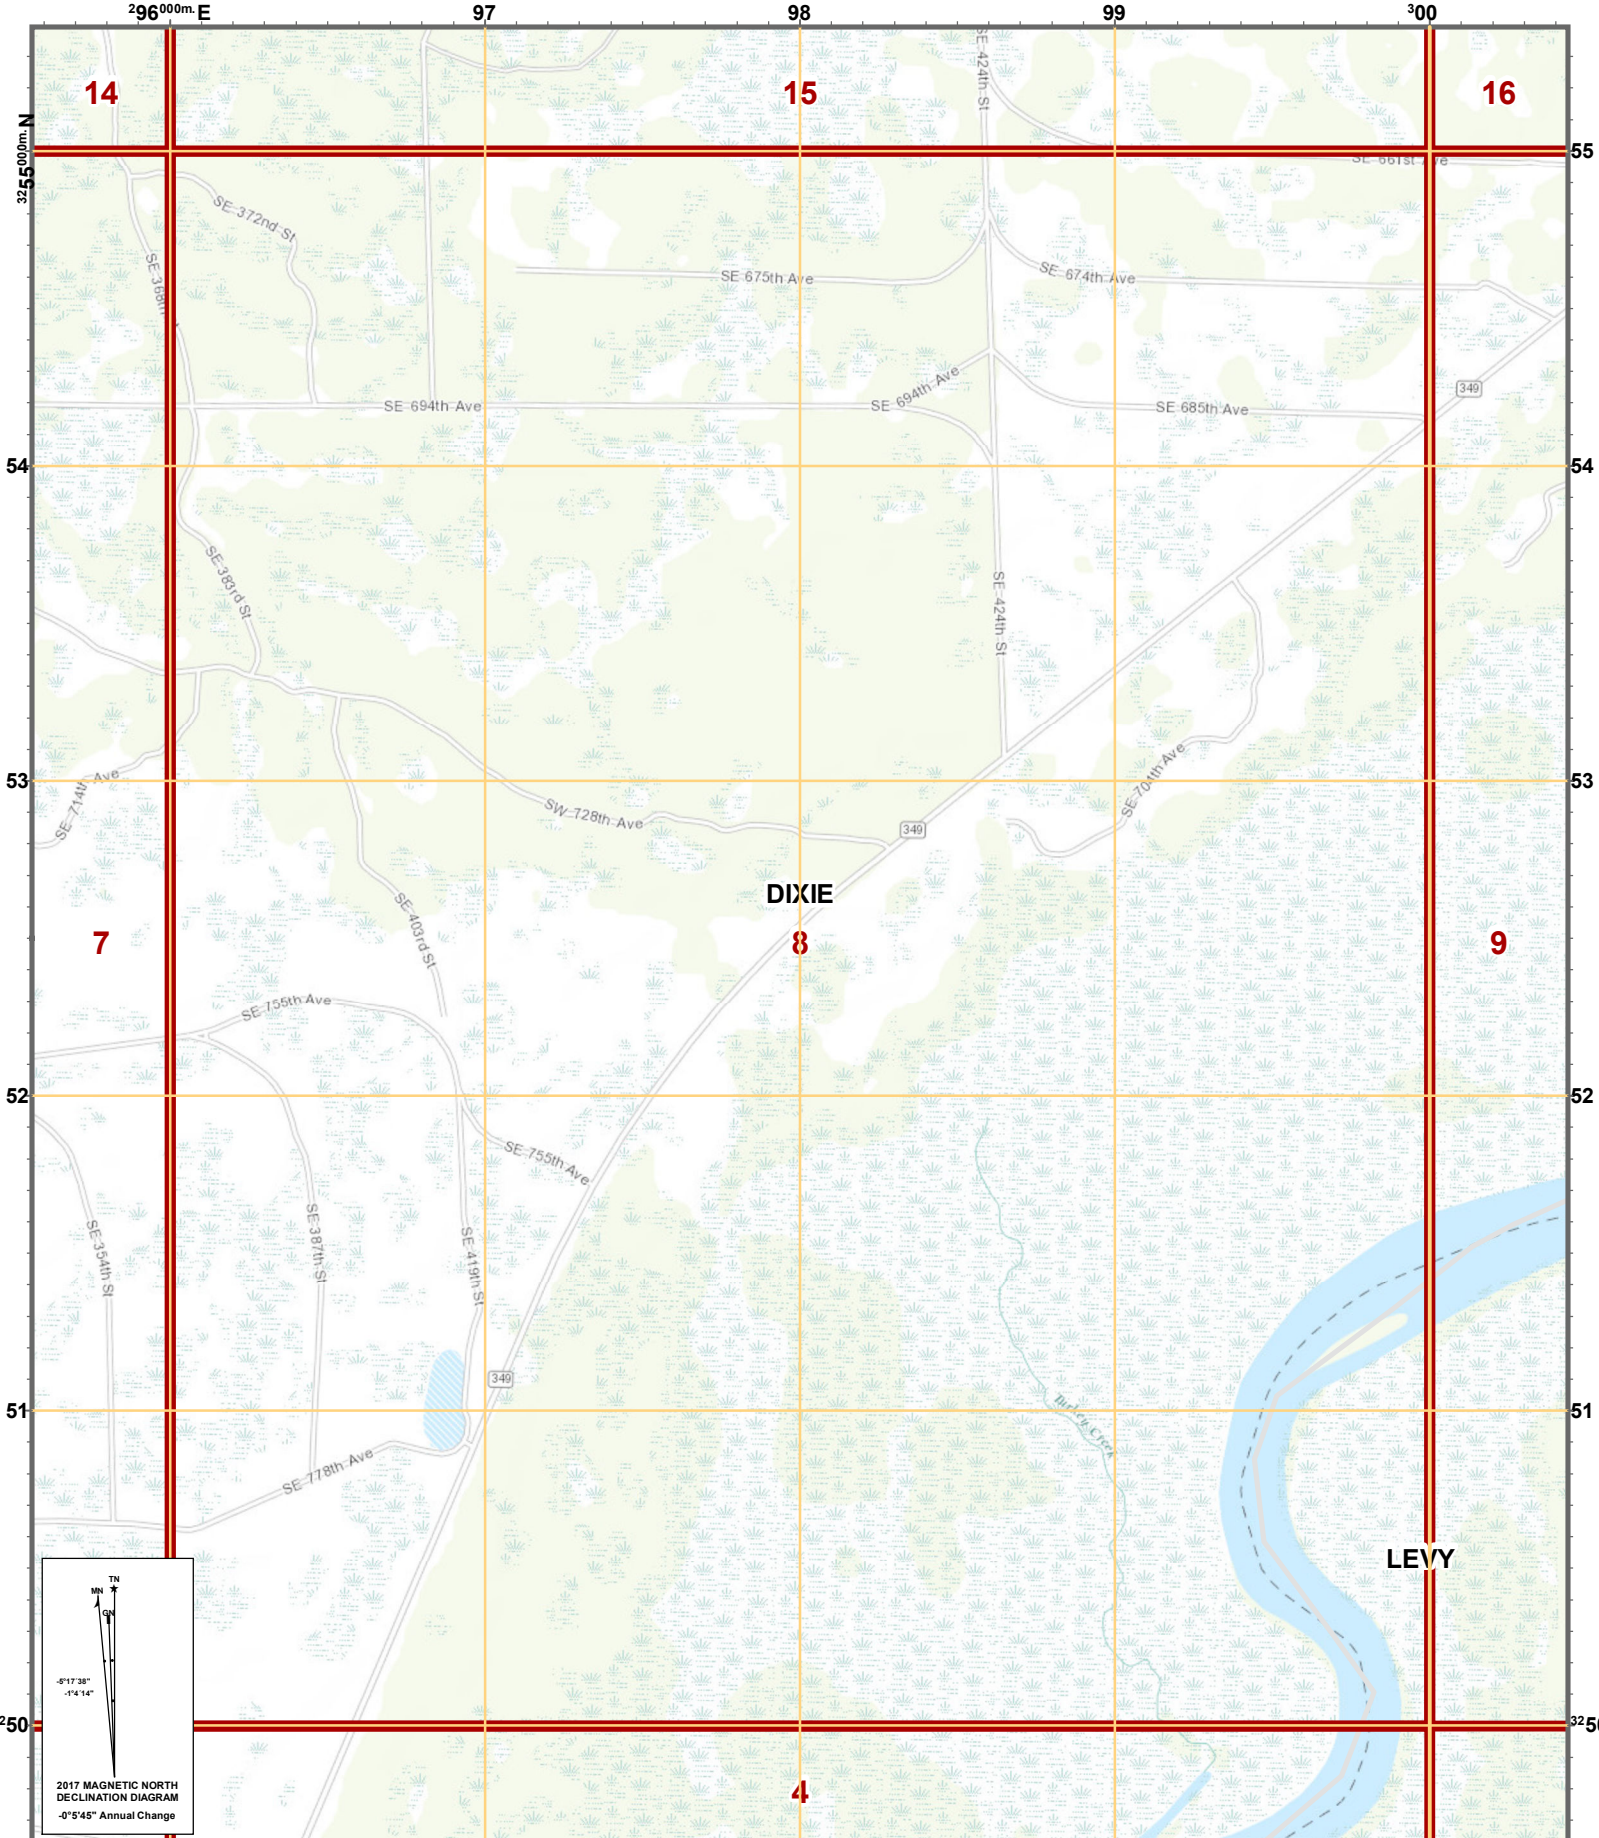 296000m. E 97 98 99 300
14 15 16
SE 424th St
3255000m. N 55
SE 661st Ave
SE 372nd St
SE 368th
SE 675th Ave
SE 674th Ave
349
SE 694th Ave
SE 694th Ave
SE 685th Ave
54 54
SE 383rd St
SE 424th St
53 53
SE 714th Ave
SE 704th Ave
SW 728th Ave
349
DIXIE
7 8 9
SE 403rd St
SE 755th Ave
52 52
SE 755th Ave
SE 354th St
SE 387th St
SE 419th St
349
51 51
Turkey Creek
SE 778th Ave
LEVY
TN
MN
GN
-5°17'38"
-1°4'14"
250 325
2017 MAGNETIC NORTH
DECLINATION DIAGRAM
-0°5'45" Annual Change
4